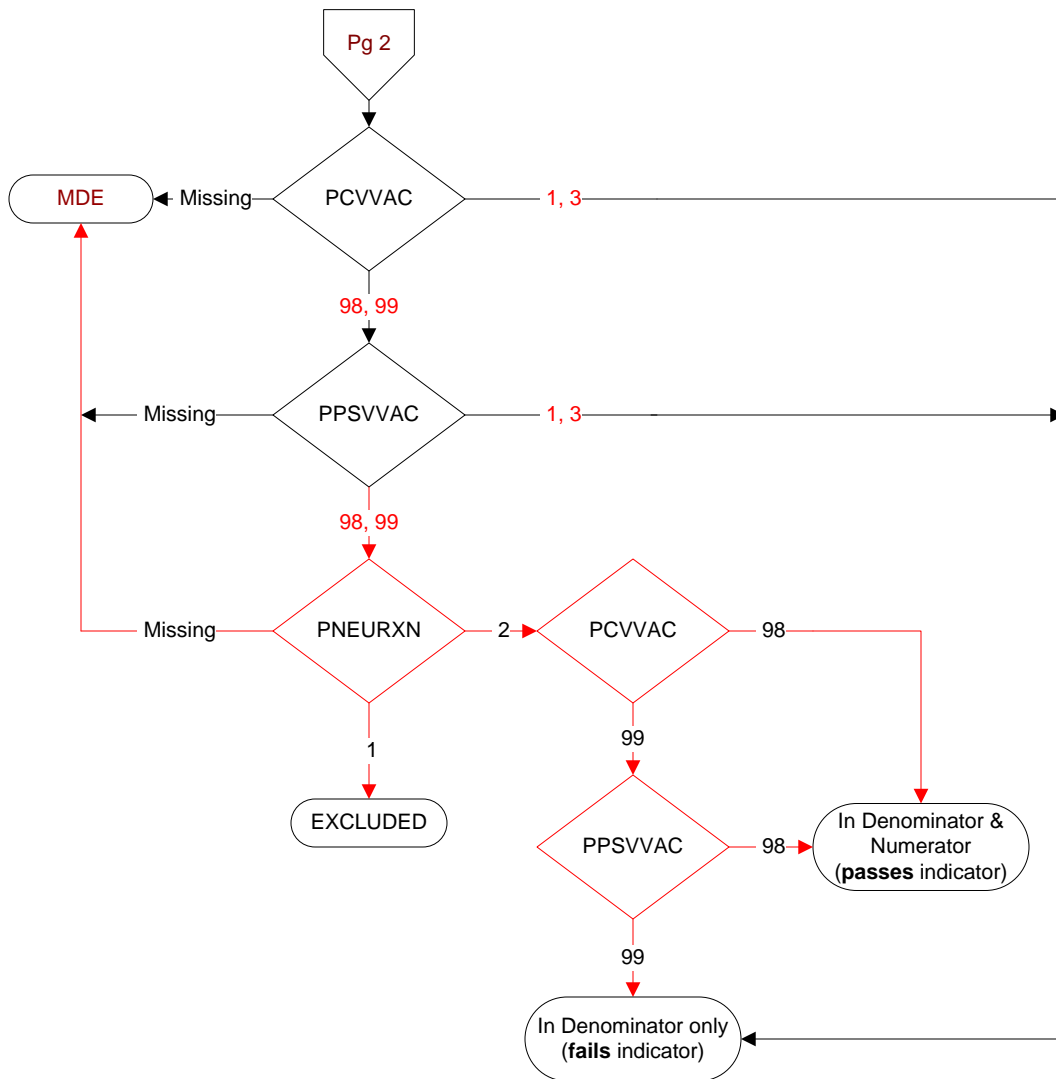 Pg 2
MDE
Missing
PCVVAC
1, 3
98, 99
Missing
PPSVVAC
1, 3
98, 99
Missing
PNEURXN
2
PCVVAC
98
1
99
EXCLUDED
PPSVVAC
98
In Denominator &
Numerator
(passes indicator)
99
In Denominator only
(fails indicator)